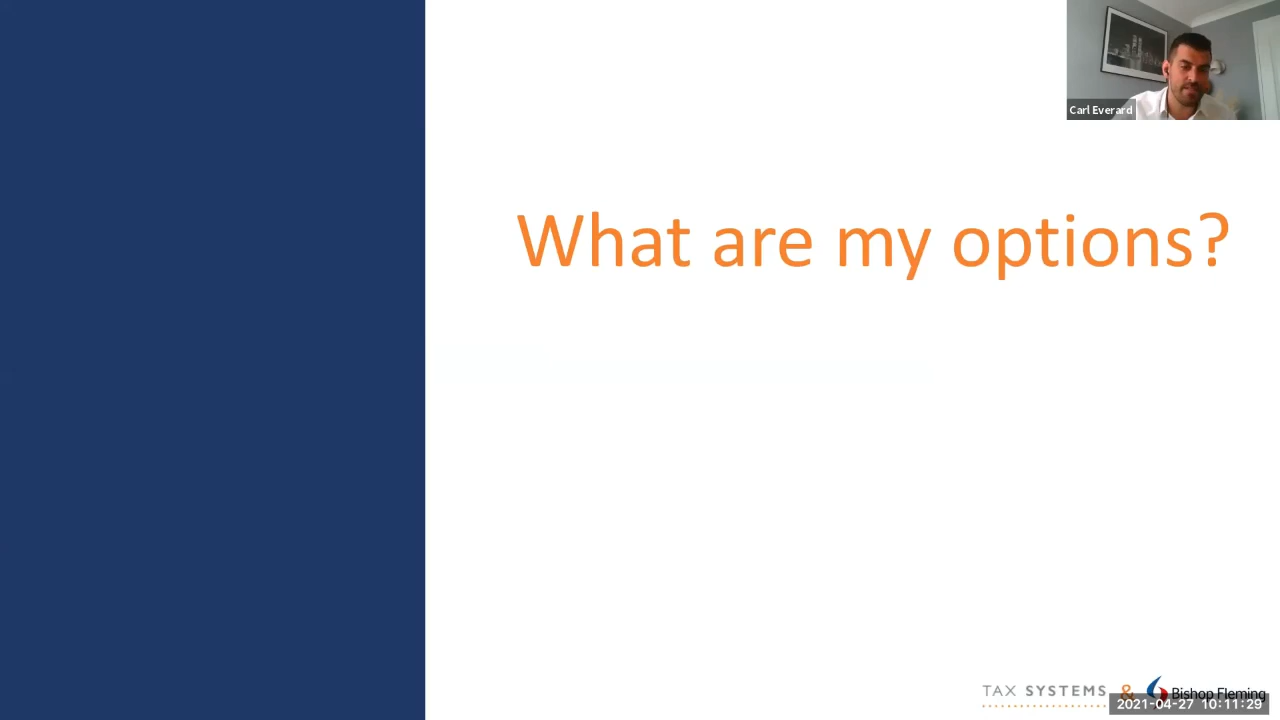 Carl Everard
What are my options?
TAX SYSTEMS & Bishop Fleming
2021-04-27 10:11:29